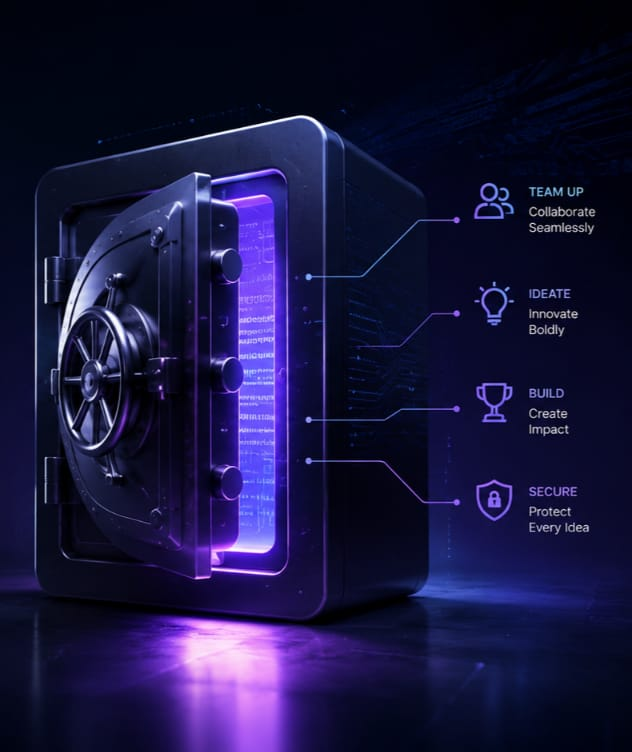 TEAM UP
Collaborate
Seamlessly
IDEATE
Innovate
Boldly
BUILD
Create
Impact
SECURE
Protect
Every Idea